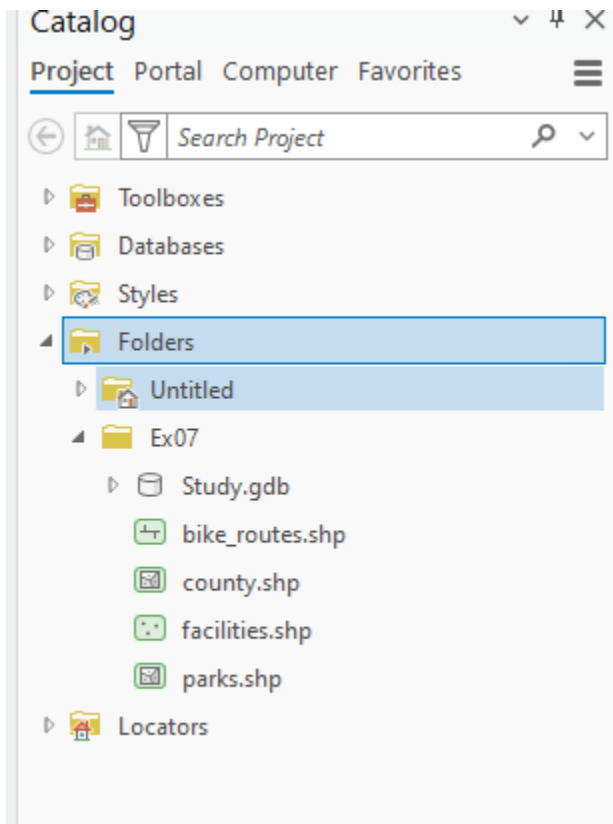 Catalog
Project Portal Computer Favorites
Search Project
Toolboxes
Databases
Styles
Folders
Untitled
Ex07
Study.gdb
bike_routes.shp
county.shp
facilities.shp
parks.shp
Locators